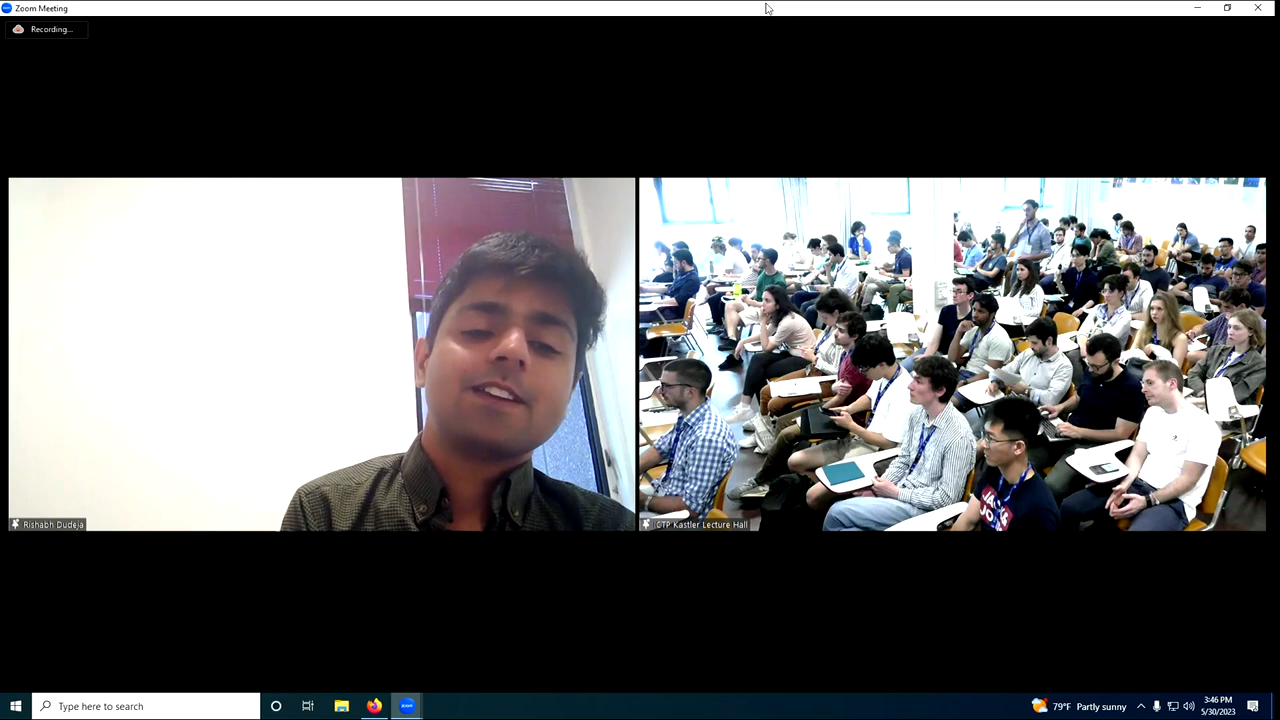 Zoom Meeting
Recording...
Rishabh Dudeja
ICTP Kastler Lecture Hall
Type here to search
zoom
79°F Partly sunny
3:46 PM
5/30/2023